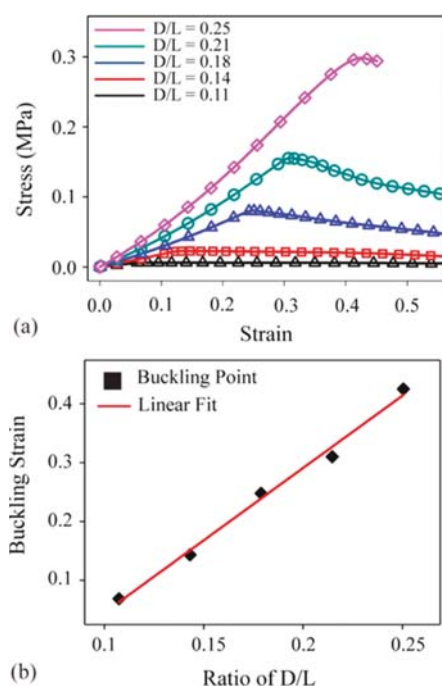 D/L = 0.25
D/L = 0.21
D/L = 0.18
D/L = 0.14
D/L = 0.11
Stress (MPa)
0.3
0.2
0.1
0.0
0.0 0.1 0.2 0.3 0.4 0.5
(a) Strain
Buckling Point
Linear Fit
Buckling Strain
0.4
0.3
0.2
0.1
0.1 0.15 0.2 0.25
(b) Ratio of D/L